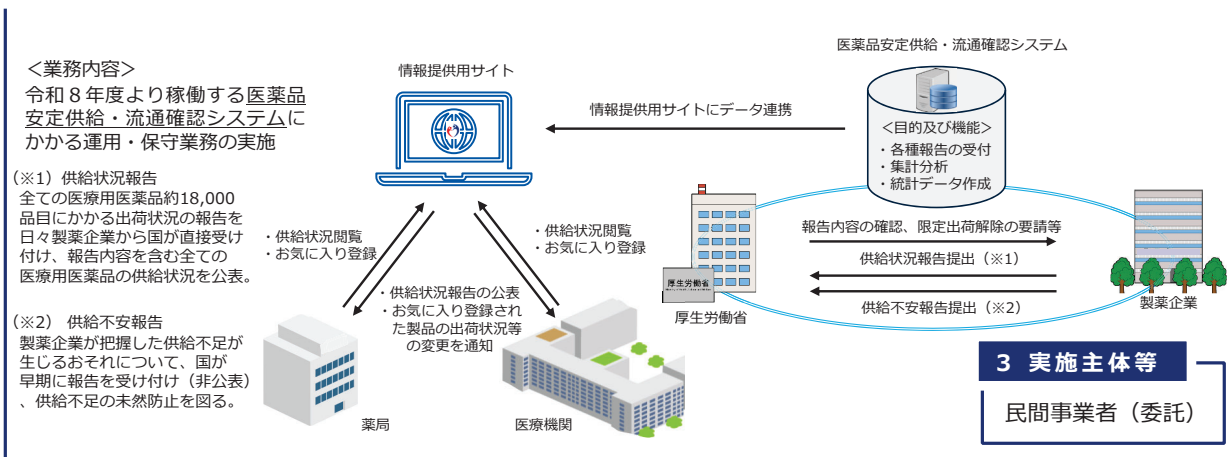 <業務内容>
令和８年度より稼働する医薬品
安定供給・流通確認システムに
かかる運用・保守業務の実施
（※1）供給状況報告
全ての医療用医薬品約18,000
品目にかかる出荷状況の報告を
日々製薬企業から国が直接受け
付け、報告内容を含む全ての
医療用医薬品の供給状況を公表。
（※2） 供給不安報告
製薬企業が把握した供給不足が
生じるおそれについて、国が
早期に報告を受け付け（非公表）
、供給不足の未然防止を図る。
情報提供用サイト
・供給状況閲覧
・お気に入り登録
・供給状況閲覧
・お気に入り登録
・供給状況報告の公表
・お気に入り登録され
た製品の出荷状況等
の変更を通知
薬局
医療機関
情報提供用サイトにデータ連携
医薬品安定供給・流通確認システム
<目的及び機能>
・各種報告の受付
・集計分析
・統計データ作成
報告内容の確認、限定出荷解除の要請等
供給状況報告提出（※1）
供給不安報告提出（※2）
厚生労働省
厚生労働省
製薬企業
3 実施主体等
民間事業者（委託）